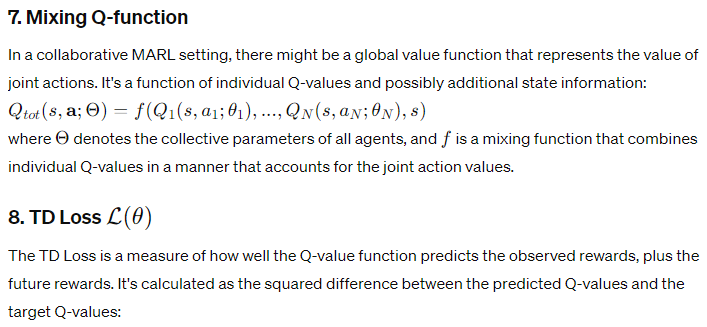 7. Mixing Q-function
In a collaborative MARL setting, there might be a global value function that represents the value of
joint actions. It's a function of individual Q-values and possibly additional state information:
Q_{tot}(s, \mathbf{a}; Θ) = f(Q_1(s, a_1; θ_1), ..., Q_N(s, a_N; θ_N), s)
where Θ denotes the collective parameters of all agents, and f is a mixing function that combines
individual Q-values in a manner that accounts for the joint action values.
8. TD Loss \mathcal{L}(θ)
The TD Loss is a measure of how well the Q-value function predicts the observed rewards, plus the
future rewards. It's calculated as the squared difference between the predicted Q-values and the
target Q-values: